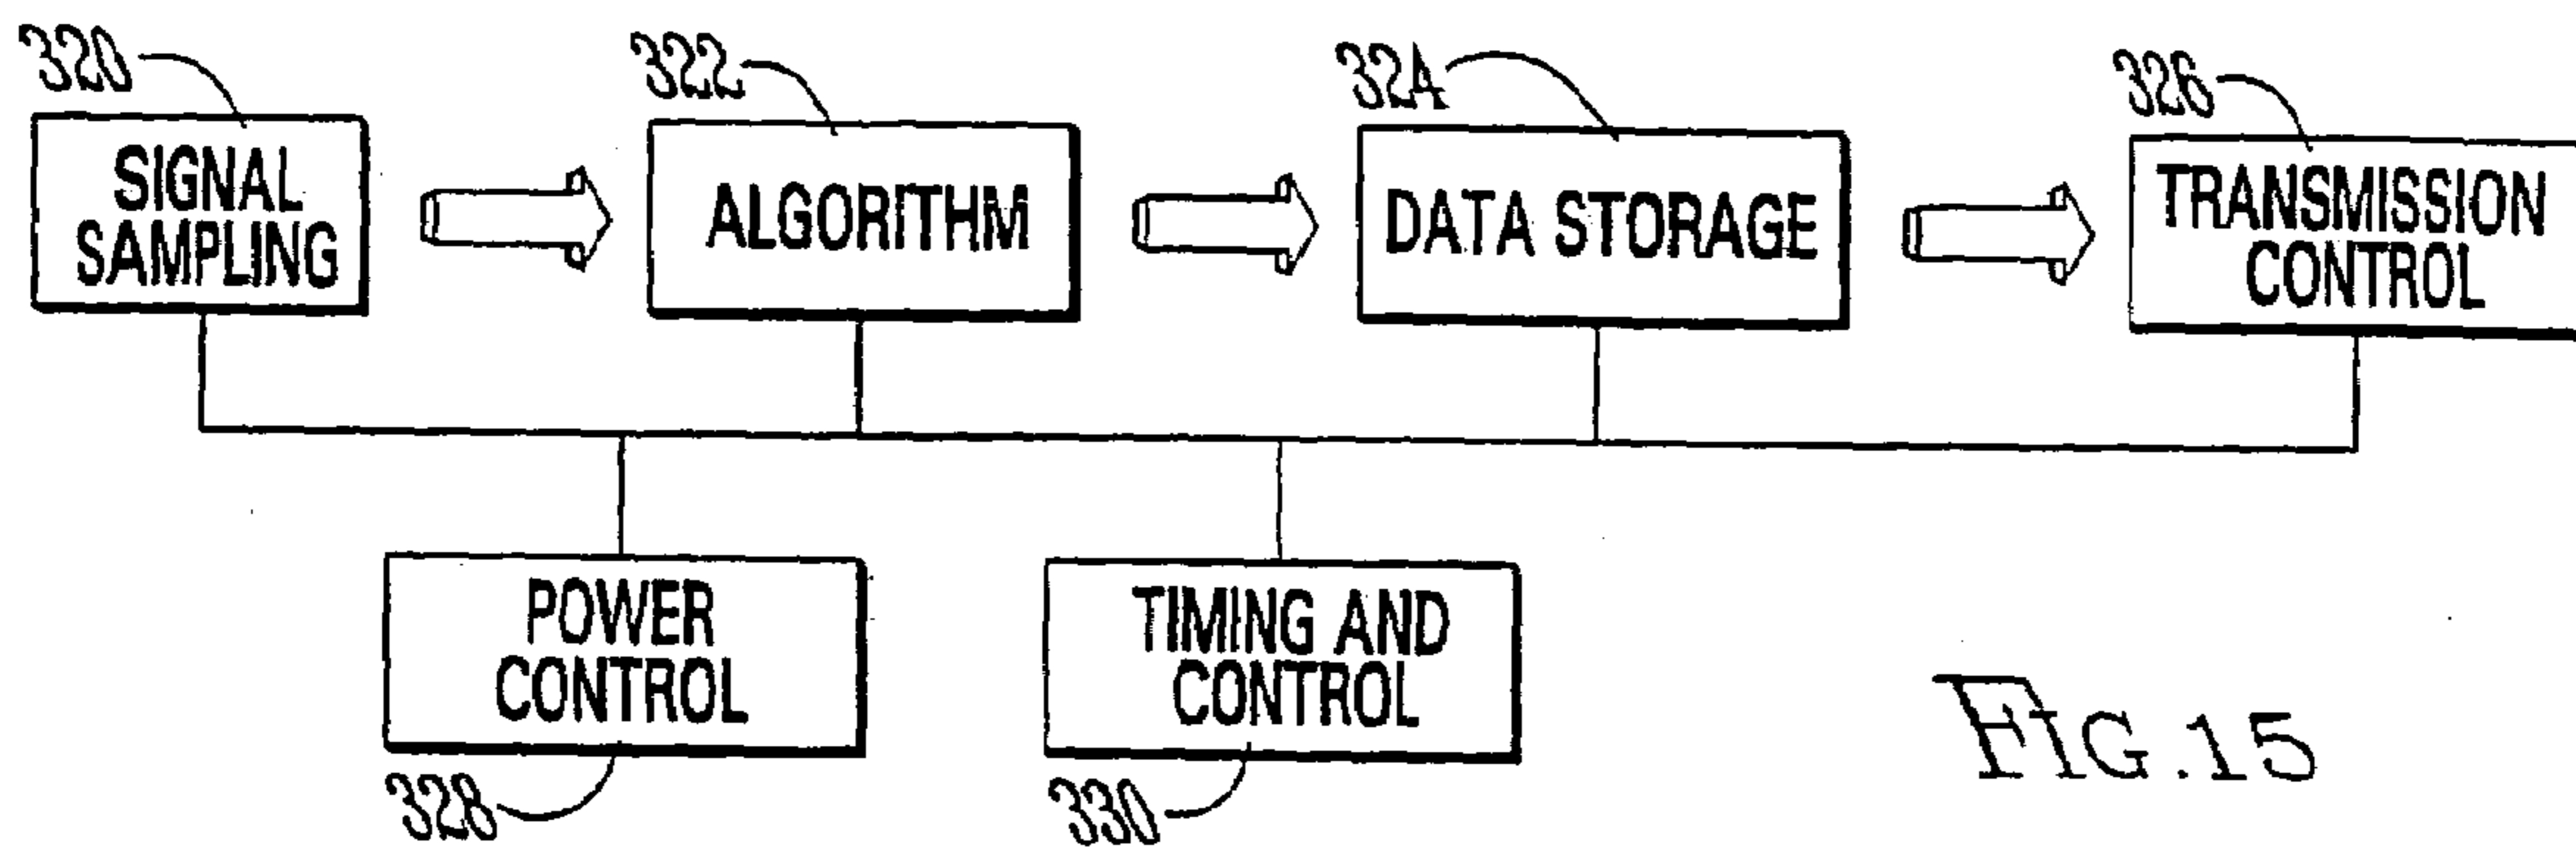 320
322
324
326
SIGNAL
SAMPLING
ALGORITHM
DATA STORAGE
TRANSMISSION
CONTROL
POWER
CONTROL
TIMING AND
CONTROL
328
330
FIG.15